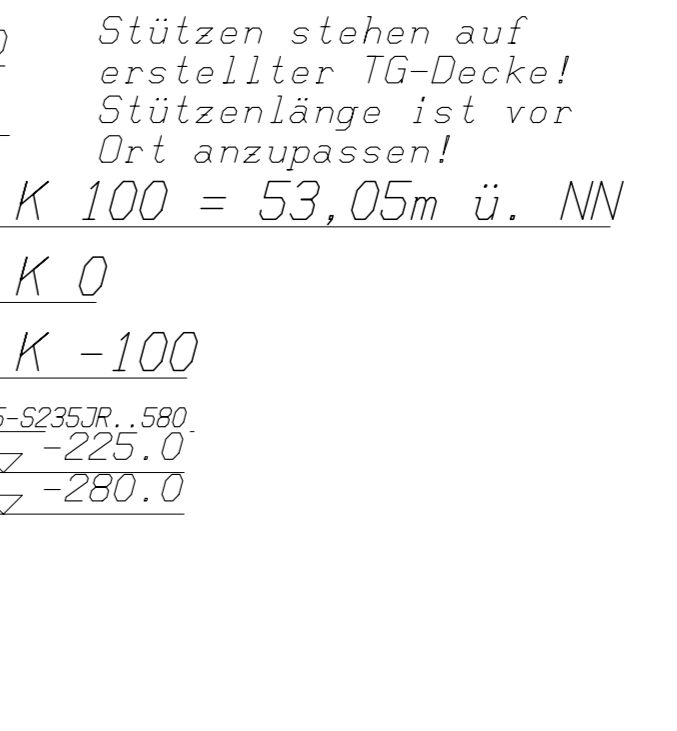 Stützen stehen auf
erstellter TG-Decke!
Stützenlänge ist vor
Ort anzupassen!
K 100 = 53,05m ü. NN
K 0
K -100
-S235JR..580
-225.0
-280.0